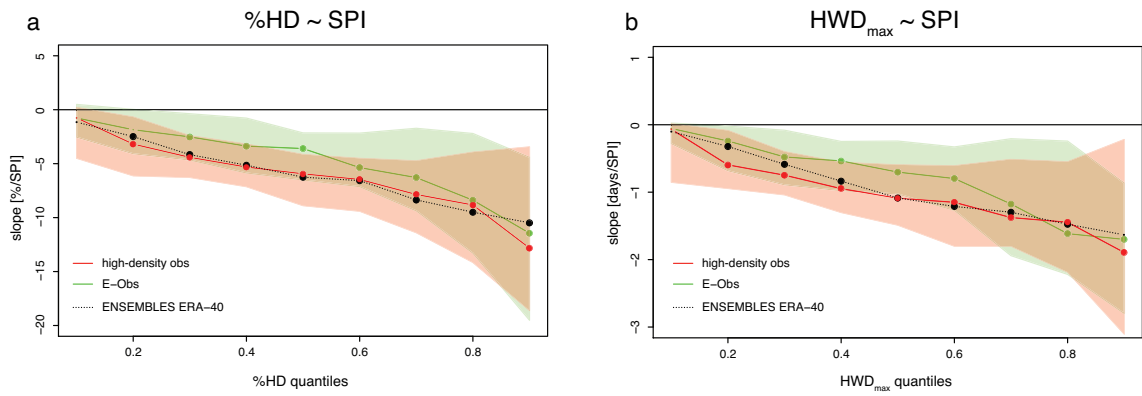 a
%HD ~ SPI
slope [%/SPI]
5
0
−5
−10
−15
−20
high-density obs
E-Obs
ENSEMBLES ERA-40
0.2 0.4 0.6 0.8
%HD quantiles
b
HWDmax ~ SPI
slope [days/SPI]
1
0
−1
−2
−3
high-density obs
E-Obs
ENSEMBLES ERA-40
0.2 0.4 0.6 0.8
HWDmax quantiles